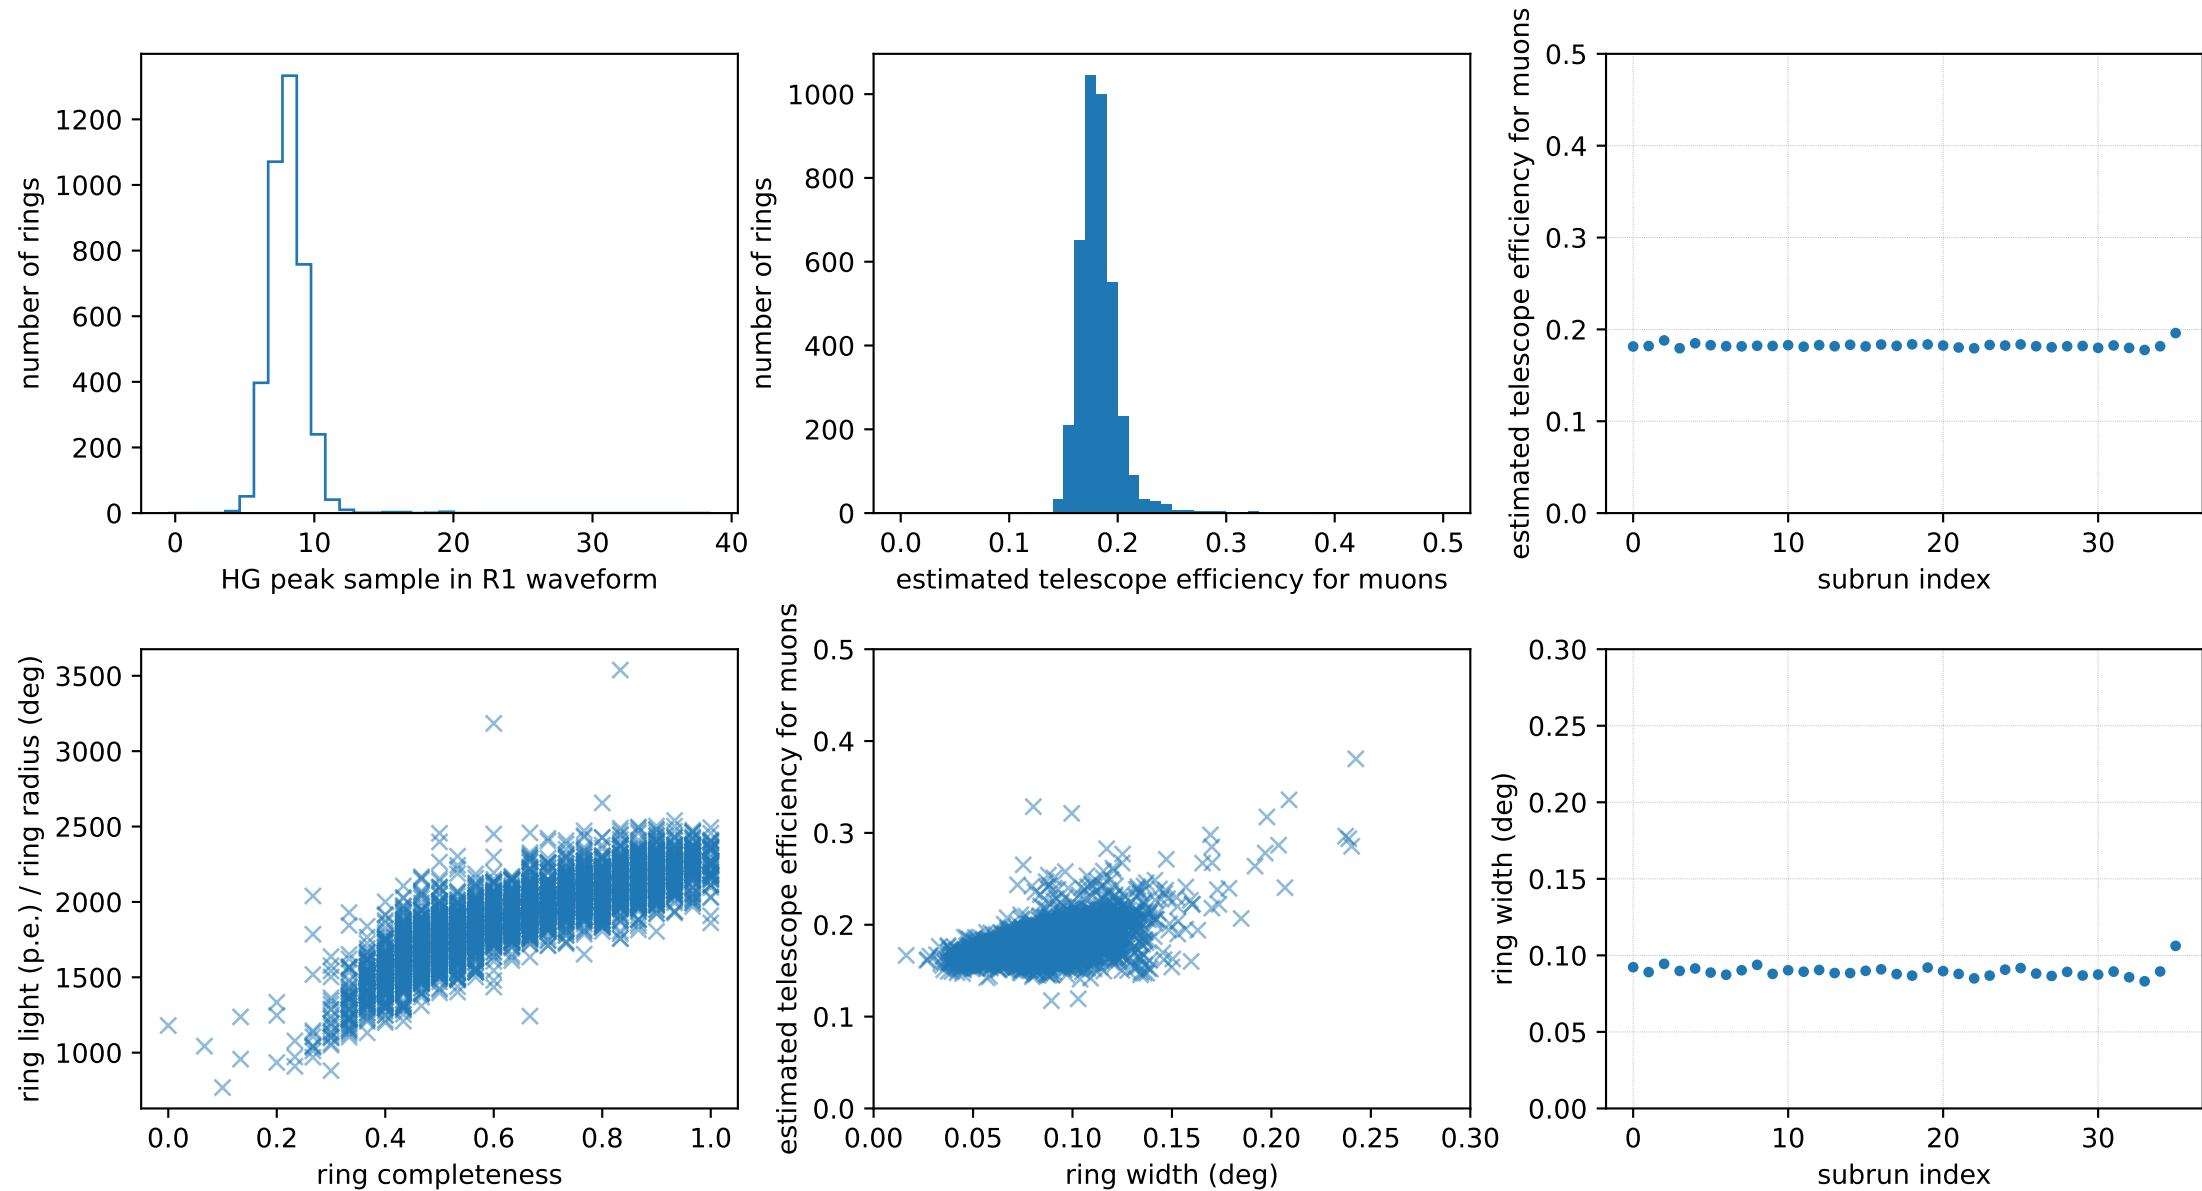 number of rings
1200
1000
800
600
400
200
0
0 10 20 30 40
HG peak sample in R1 waveform
number of rings
1000
800
600
400
200
0
0.0 0.1 0.2 0.3 0.4 0.5
estimated telescope efficiency for muons
estimated telescope efficiency for muons
0.5
0.4
0.3
0.2
0.1
0.0
0 10 20 30
subrun index
ring light (p.e.) / ring radius (deg)
3500
3000
2500
2000
1500
1000
0.0 0.2 0.4 0.6 0.8 1.0
ring completeness
estimated telescope efficiency for muons
0.5
0.4
0.3
0.2
0.1
0.0
0.00 0.05 0.10 0.15 0.20 0.25 0.30
ring width (deg)
ring width (deg)
0.30
0.25
0.20
0.15
0.10
0.05
0.00
0 10 20 30
subrun index